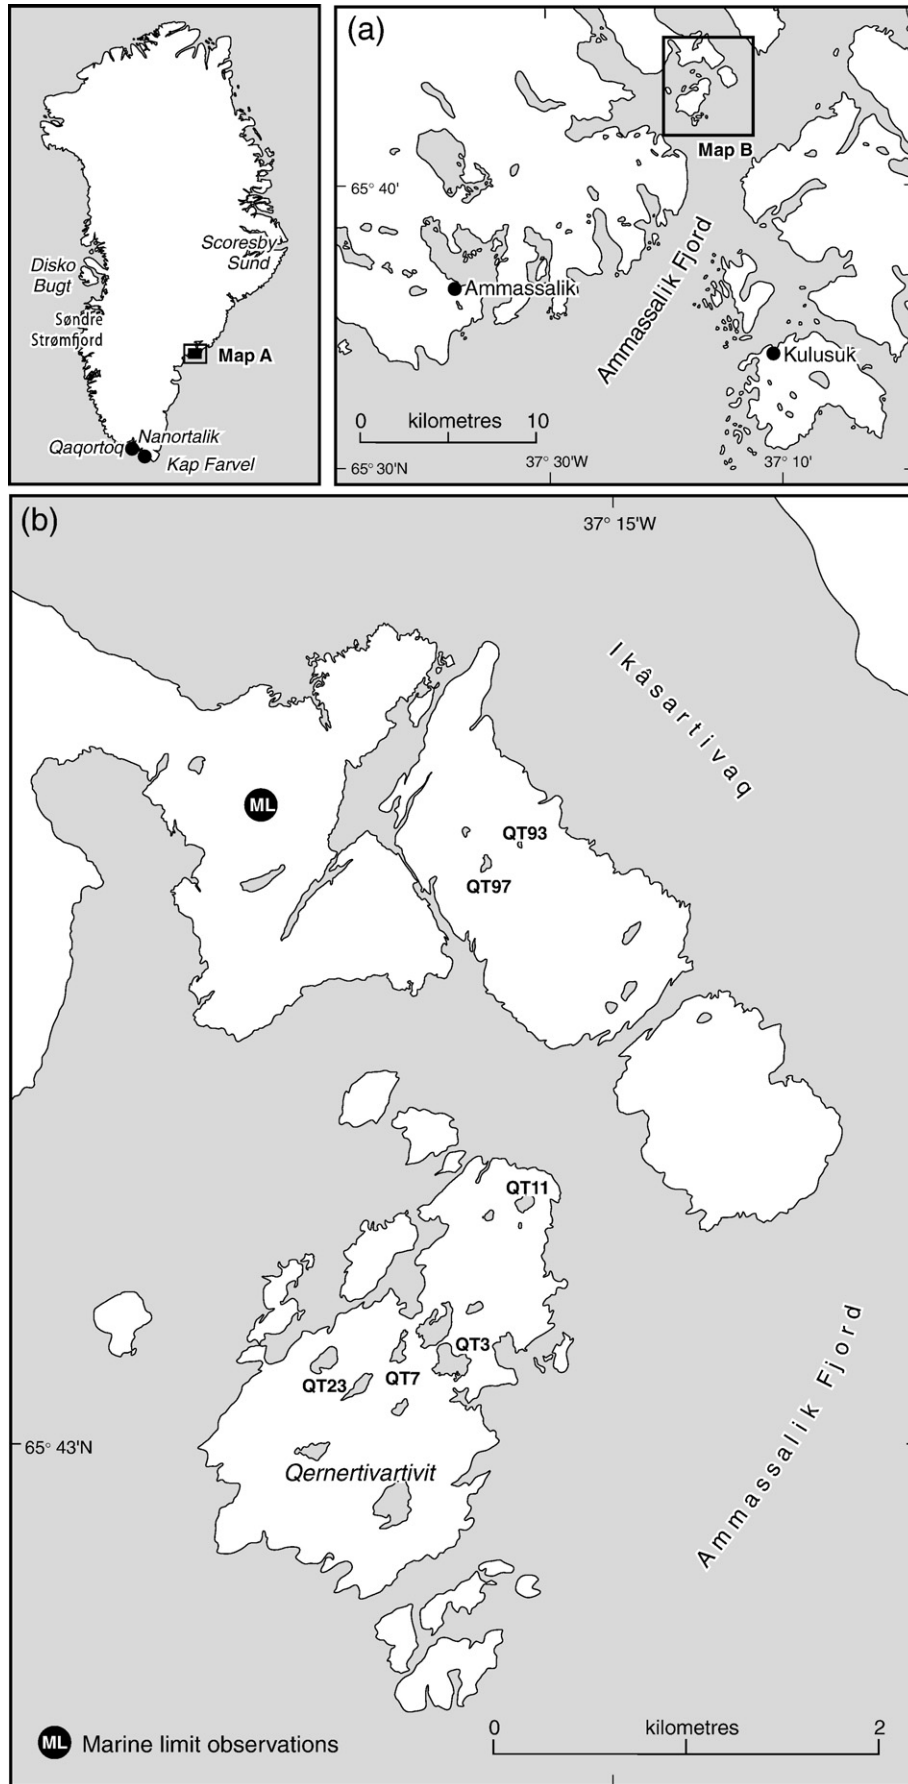 Scoresby
Sund
Disko
Bugt
Søndre
Strømfjord
Map A
Nanortalik
Qaqortoq
Kap Farvel
(a)
Map B
65° 40'
Ammassalik Fjord
Ammassalik
Kulusuk
0 kilometres 10
65° 30'N
37° 30'W
37° 10'
(b)
37° 15'W
Ikâsartivaq
ML
QT93
QT97
QT11
QT3
QT7
QT23
65° 43'N
Qernertivartivit
Ammassalik Fjord
0 kilometres 2
ML Marine limit observations